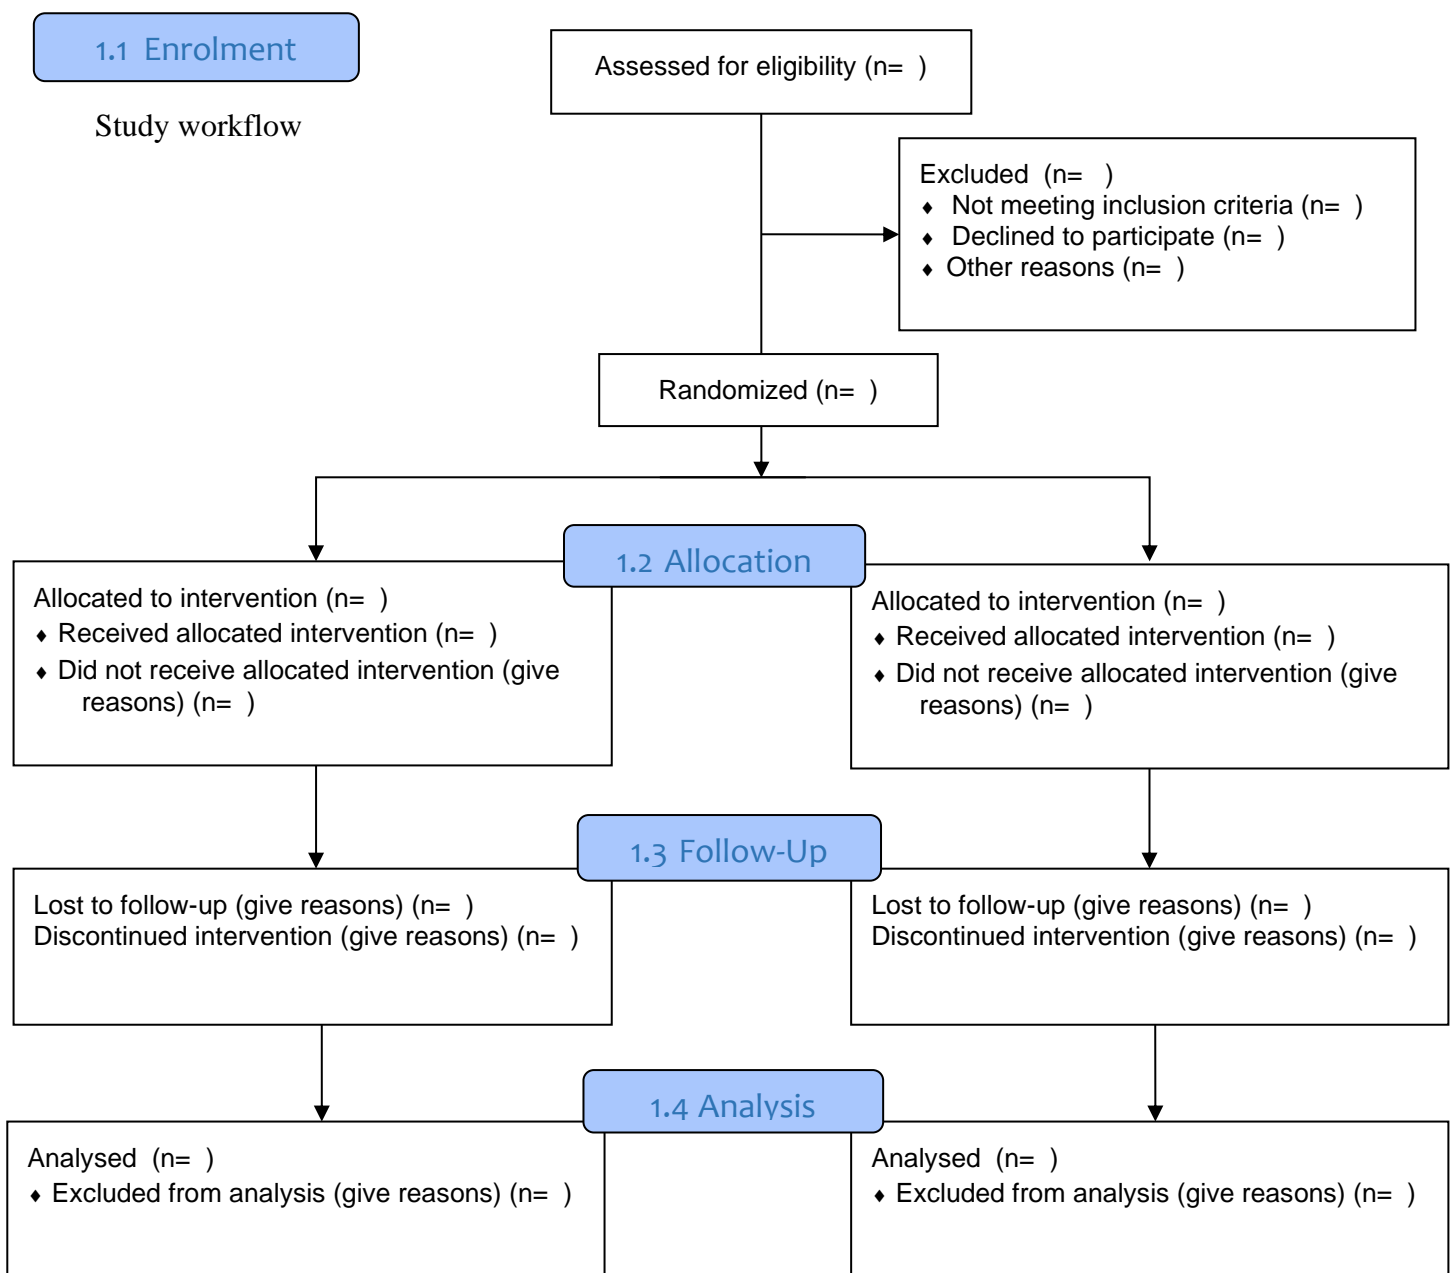 1.1 Enrolment
Study workflow
Assessed for eligibility (n=  )
Excluded  (n=   )
♦ Not meeting inclusion criteria (n=  )
♦ Declined to participate (n=  )
♦ Other reasons (n=  )
Randomized (n=  )
1.2 Allocation
Allocated to intervention (n=  )
♦ Received allocated intervention (n=  )
♦ Did not receive allocated intervention (give
reasons) (n=  )
Allocated to intervention (n=  )
♦ Received allocated intervention (n=  )
♦ Did not receive allocated intervention (give
reasons) (n=  )
1.3 Follow-Up
Lost to follow-up (give reasons) (n=  )
Discontinued intervention (give reasons) (n=  )
Lost to follow-up (give reasons) (n=  )
Discontinued intervention (give reasons) (n=  )
1.4 Analysis
Analysed  (n=  )
♦ Excluded from analysis (give reasons) (n=  )
Analysed  (n=  )
♦ Excluded from analysis (give reasons) (n=  )